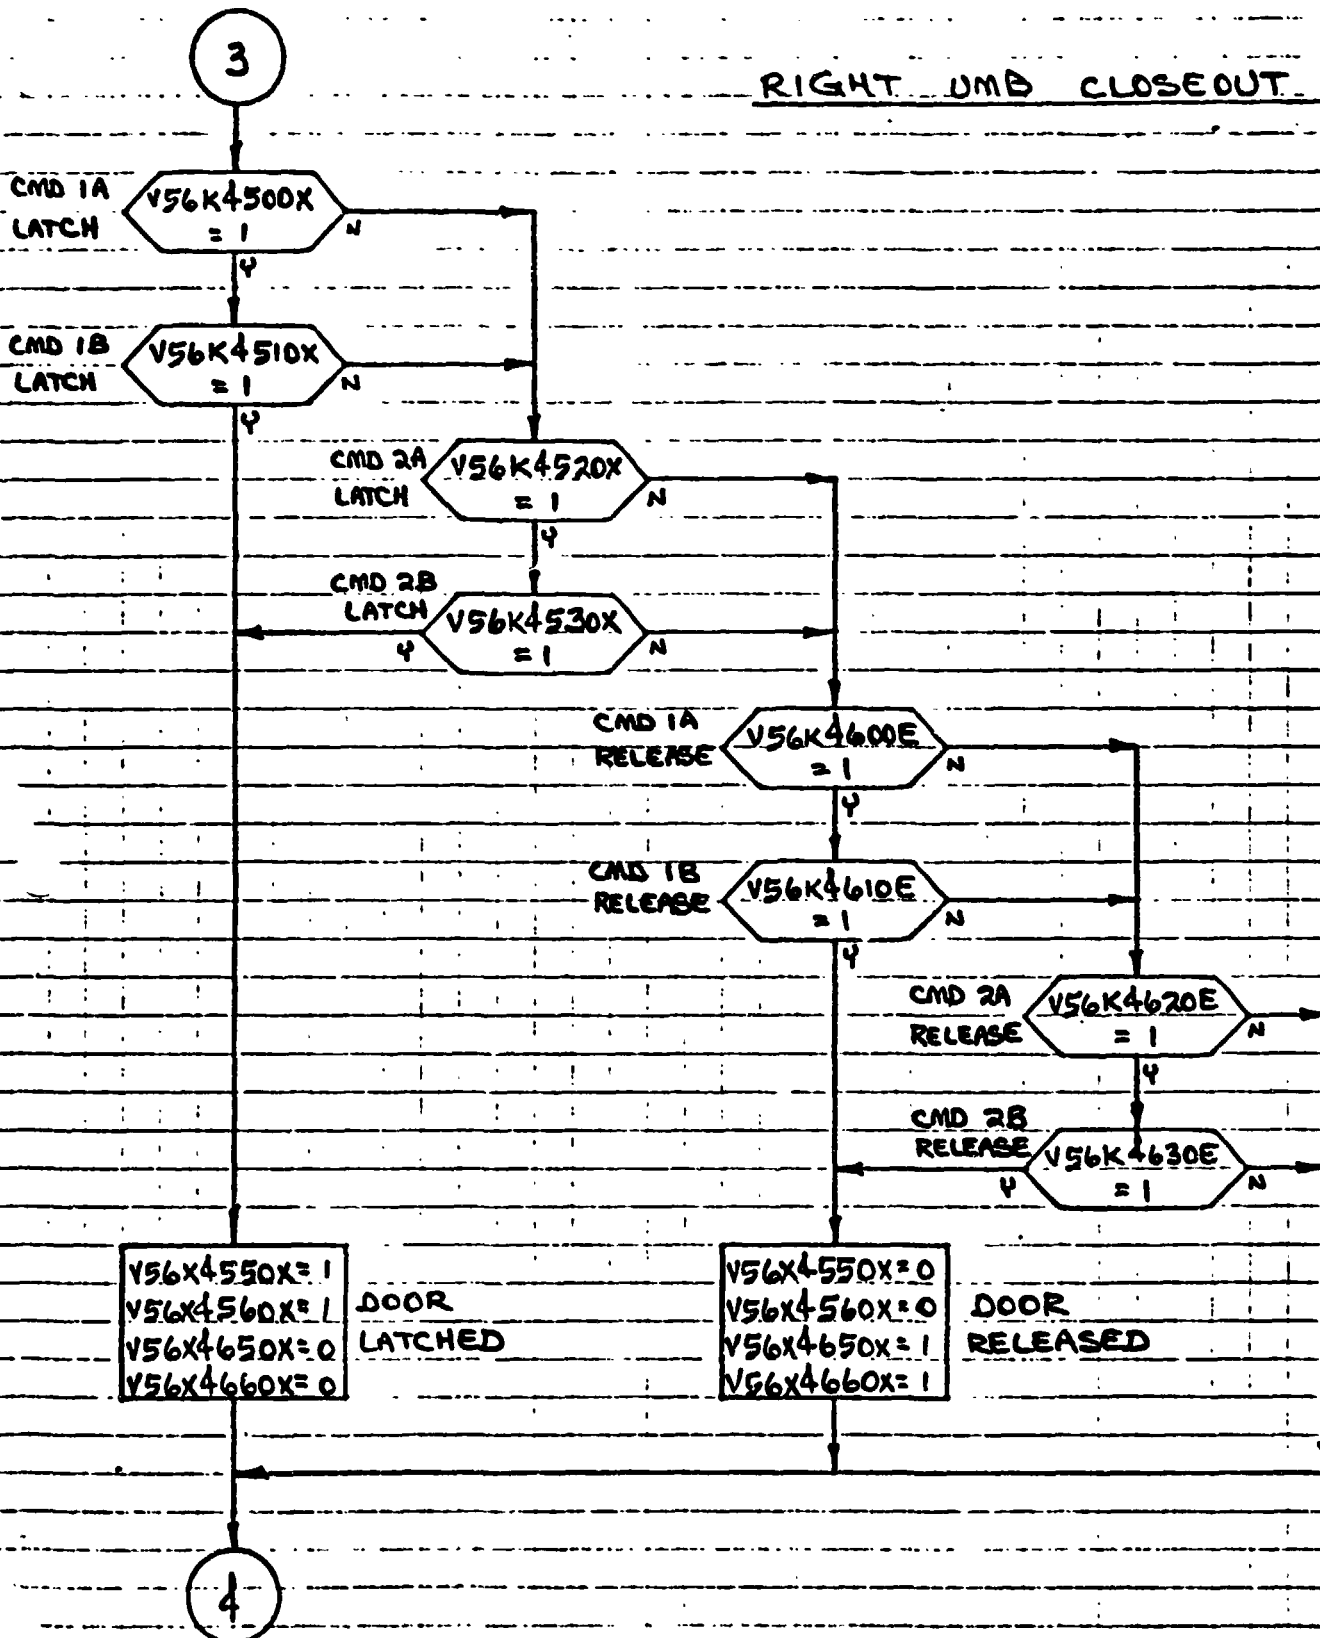 3
RIGHT UMB CLOSEOUT
CMD 1A
LATCH
V56K4500X
= 1
N
Y
CMD 1B
LATCH
V56K4510X
= 1
N
Y
CMD 2A
LATCH
V56K4520X
= 1
N
Y
CMD 2B
LATCH
V56K4530X
= 1
Y
N
CMD 1A
RELEASE
V56K4600E
= 1
N
Y
CMD 1B
RELEASE
V56K4610E
= 1
N
Y
CMD 2A
RELEASE
V56K4620E
= 1
N
Y
CMD 2B
RELEASE
V56K4630E
= 1
Y
N
V56X4550X=1
V56X4560X=1
V56X4650X=0
V56X4660X=0
DOOR
LATCHED
V56X4550X=0
V56X4560X=0
V56X4650X=1
V56X4660X=1
DOOR
RELEASED
4